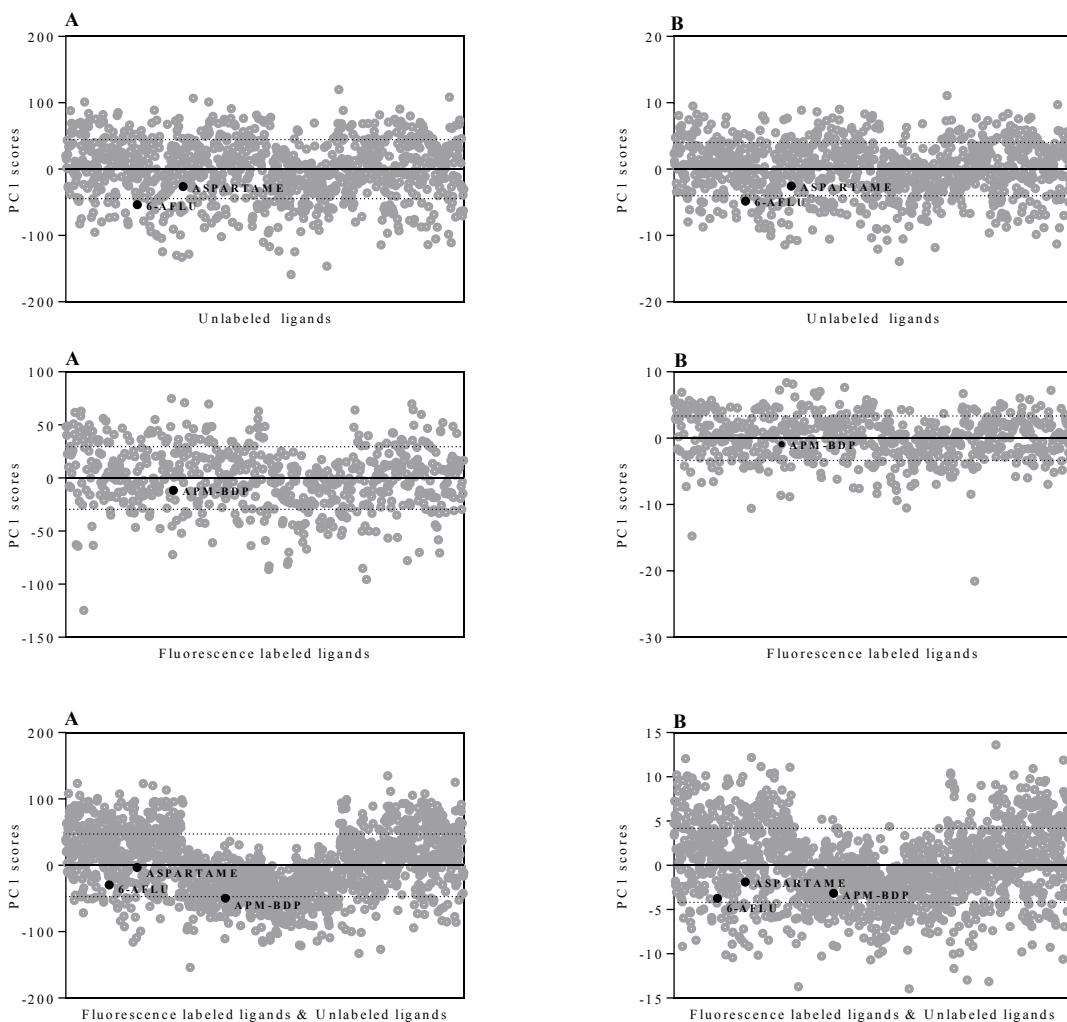 A
200
100
0
-100
-200
PC1 scores
ASPARTAME
6-AFLU
Unlabeled ligands
B
20
10
0
-10
-20
PC1 scores
ASPARTAME
6-AFLU
Unlabeled ligands
A
100
50
0
-50
-100
-150
PC1 scores
APM-BDP
Fluorescence labeled ligands
B
10
0
-10
-20
-30
PC1 scores
APM-BDP
Fluorescence labeled ligands
A
200
100
0
-100
-200
PC1 scores
ASPARTAME
6-AFLU
APM-BDP
Fluorescence labeled ligands & Unlabeled ligands
B
15
10
5
0
-5
-10
-15
PC1 scores
ASPARTAME
6-AFLU
APM-BDP
Fluorescence labeled ligands & Unlabeled ligands